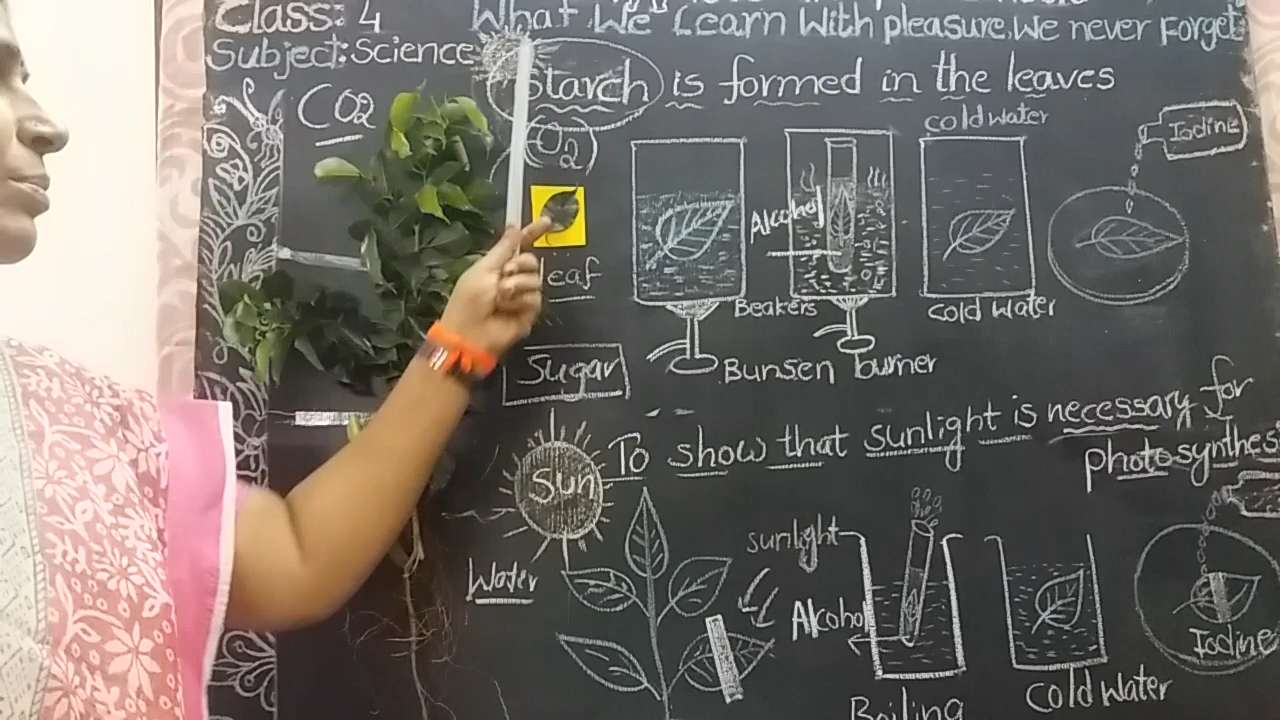 Class: 4
What We Learn With pleasure, We never Forget
Subject: Science
Starch is formed in the leaves
CO2
(O2)
cold water
Iodine
Alcohol
leaf
Beakers
cold water
Bunsen burner
Sugar
To show that sunlight is necessary for
photosynthesi
Sun
sunlight
Water
Alcohol
Iodine
Boiling
Cold Water